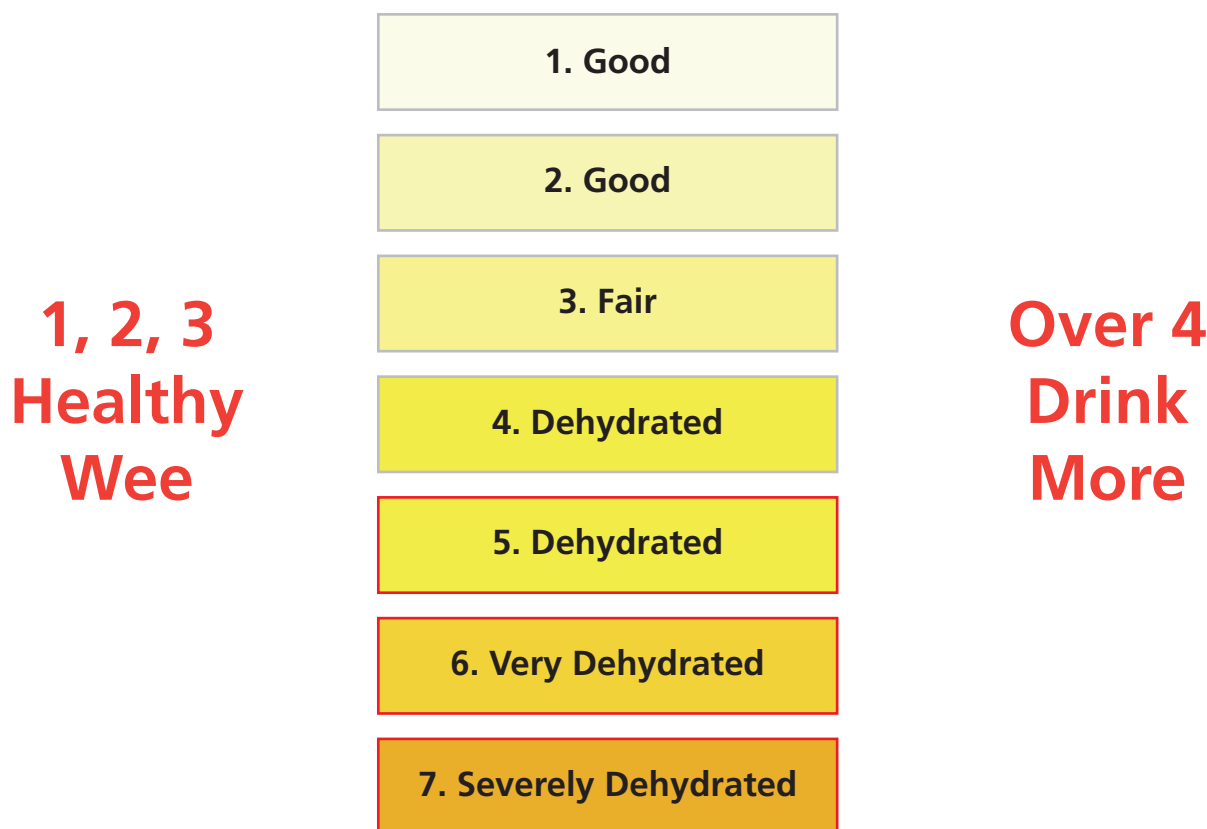 1. Good
2. Good
3. Fair
4. Dehydrated
5. Dehydrated
6. Very Dehydrated
7. Severely Dehydrated
1, 2, 3
Healthy
Wee
Over 4
Drink
More